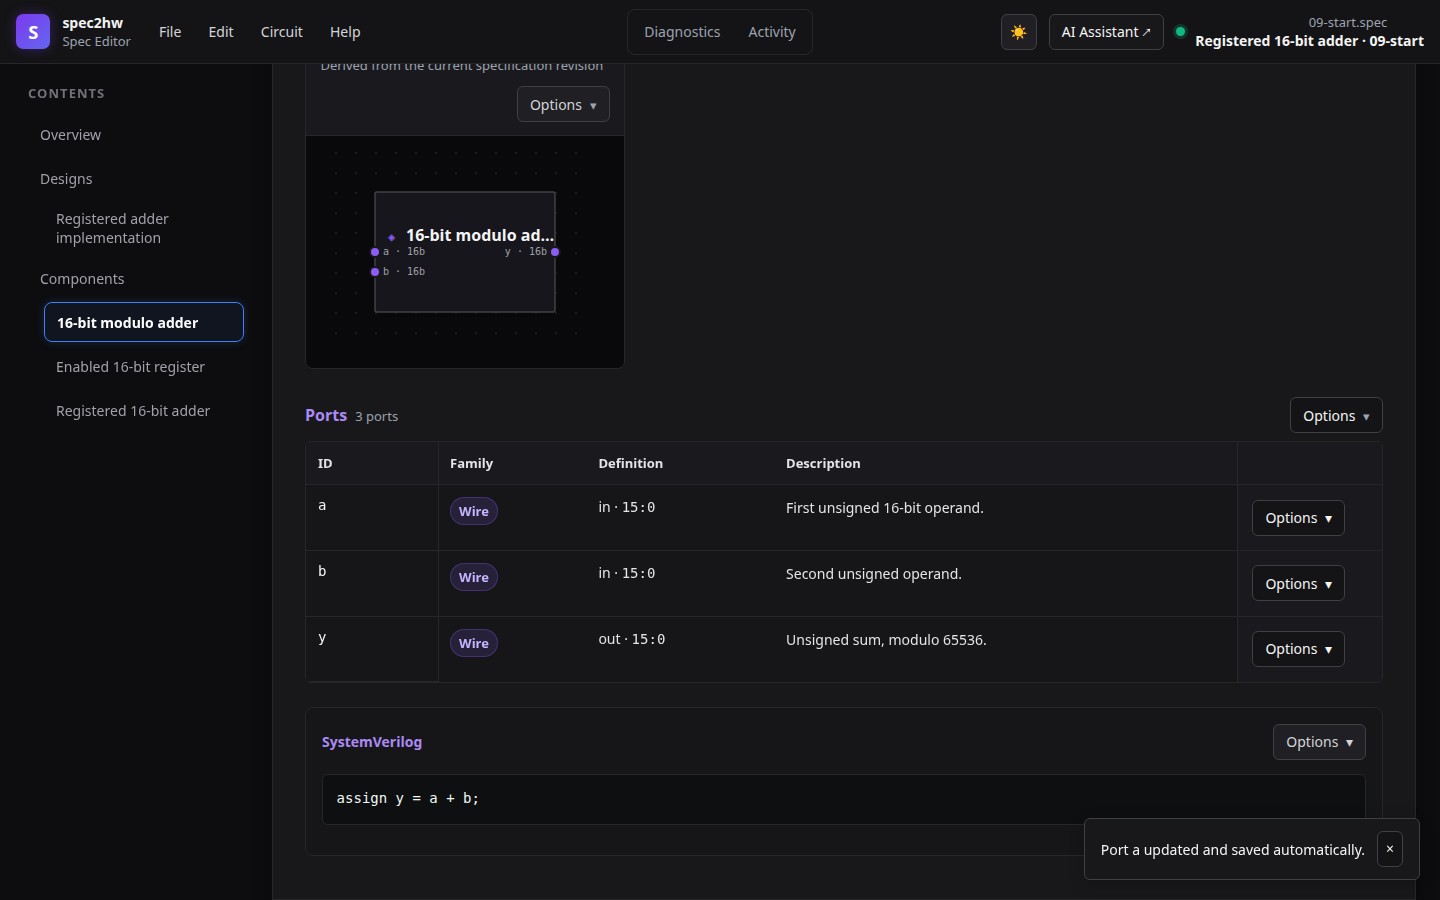 S
spec2hw
Spec Editor
File
Edit
Circuit
Help
Diagnostics
Activity
☀️
AI Assistant ↗
09-start.spec
Registered 16-bit adder · 09-start
CONTENTS
Overview
Designs
Registered adder
implementation
Components
16-bit modulo adder
Enabled 16-bit register
Registered 16-bit adder
Derived from the current specification revision
Options ▾
◈ 16-bit modulo ad...
a · 16b
y · 16b
b · 16b
Ports 3 ports
Options ▾
ID Family Definition Description
a Wire in · 15:0 First unsigned 16-bit operand. Options ▾
b Wire in · 15:0 Second unsigned operand. Options ▾
y Wire out · 15:0 Unsigned sum, modulo 65536. Options ▾
SystemVerilog
Options ▾
assign y = a + b;
Port a updated and saved automatically. ×